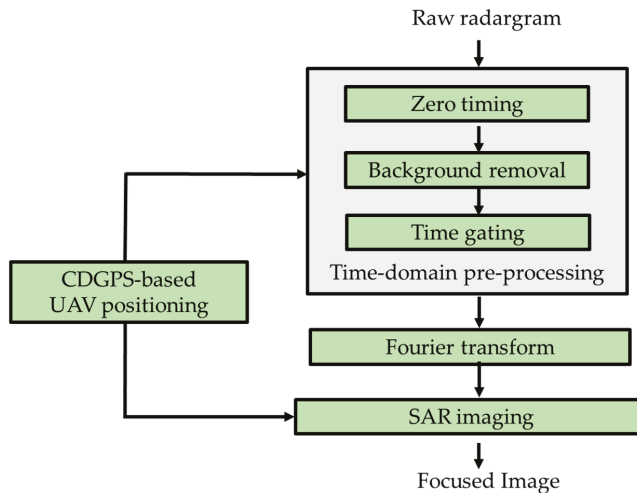 Raw radargram
Zero timing
Background removal
Time gating
Time-domain pre-processing
CDGPS-based
UAV positioning
Fourier transform
SAR imaging
Focused Image